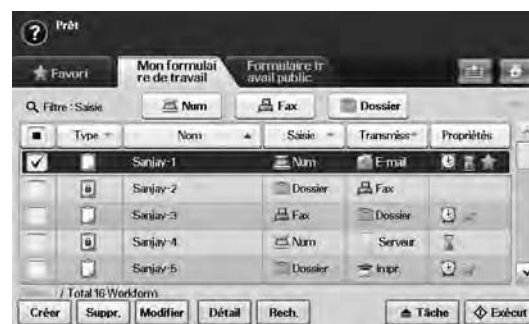 Prêt
Favori
Mon formulai
re de travail
Formulaire tr
avail public
Filtre : Saisie
Num
Fax
Dossier
Type Nom Saisie Transmiss Propriétés
Sanjay-1 Num E-mail
Sanjay-2 Dossier Fax
Sanjay-3 Fax Dossier
Sanjay-4 Num Serveur
Sanjay-5 Dossier Impr.
/ Total 16 Workform
Créer Suppr. Modifier Détail Rech. Tâche Exécut